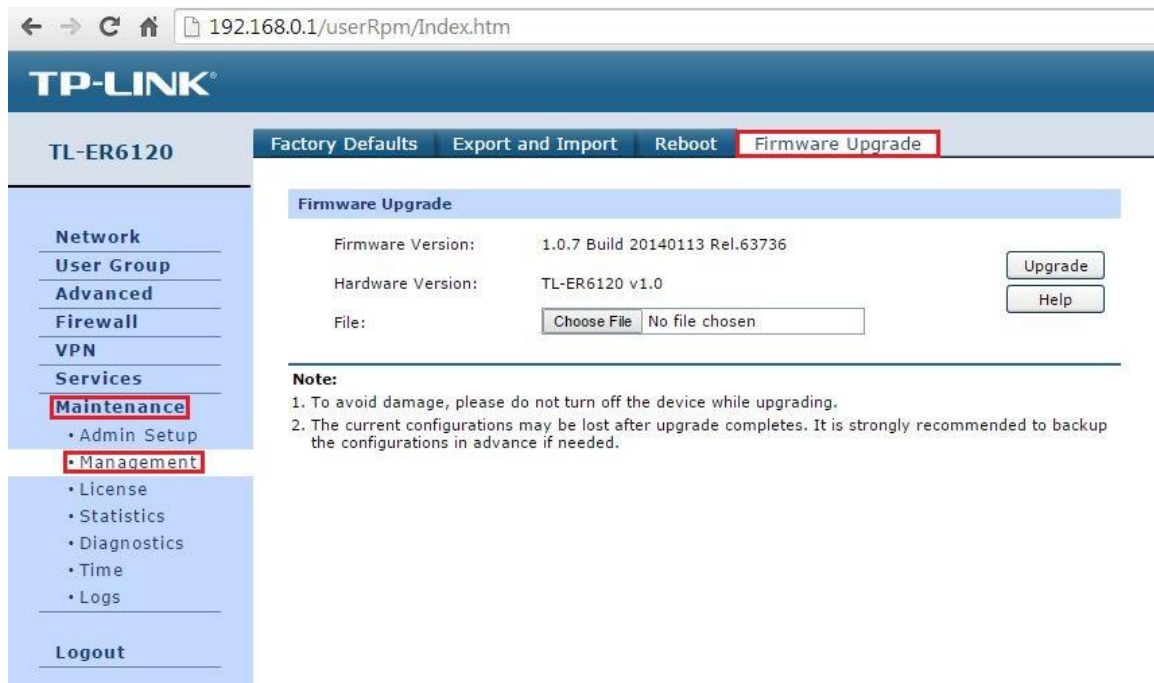 192.168.0.1/userRpm/Index.htm
TP-LINK®
TL-ER6120
Factory Defaults Export and Import Reboot Firmware Upgrade
Firmware Upgrade
Network
User Group
Advanced
Firewall
VPN
Services
Maintenance
• Admin Setup
• Management
• License
• Statistics
• Diagnostics
• Time
• Logs
Logout
Firmware Version: 1.0.7 Build 20140113 Rel.63736
Hardware Version: TL-ER6120 v1.0
File: Choose File No file chosen
Upgrade
Help
Note:
1. To avoid damage, please do not turn off the device while upgrading.
2. The current configurations may be lost after upgrade completes. It is strongly recommended to backup
the configurations in advance if needed.